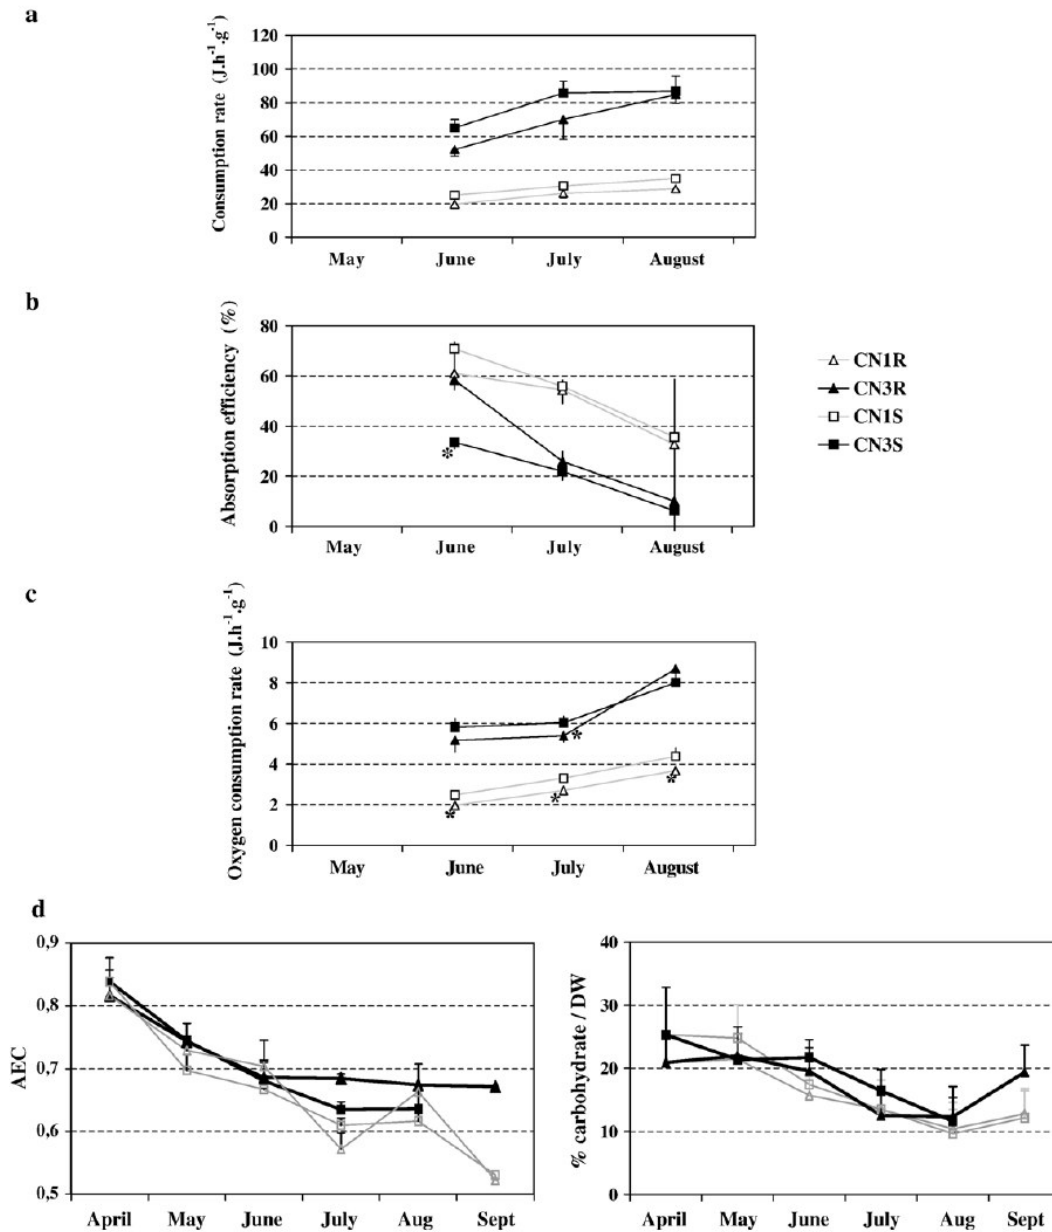 a
Consumption rate (J.h⁻¹.g⁻¹)
120
100
80
60
40
20
0
May June July August
b
Absorption efficiency (%)
80
60
40
20
0
*
May June July August
CN1R
CN3R
CN1S
CN3S
c
Oxygen consumption rate (J.h⁻¹.g⁻¹)
10
8
6
4
2
0
* * * *
May June July August
d
AEC
0,9
0,8
0,7
0,6
0,5
April May June July Aug Sept
% carbohydrate / DW
40
30
20
10
0
April May June July Aug Sept